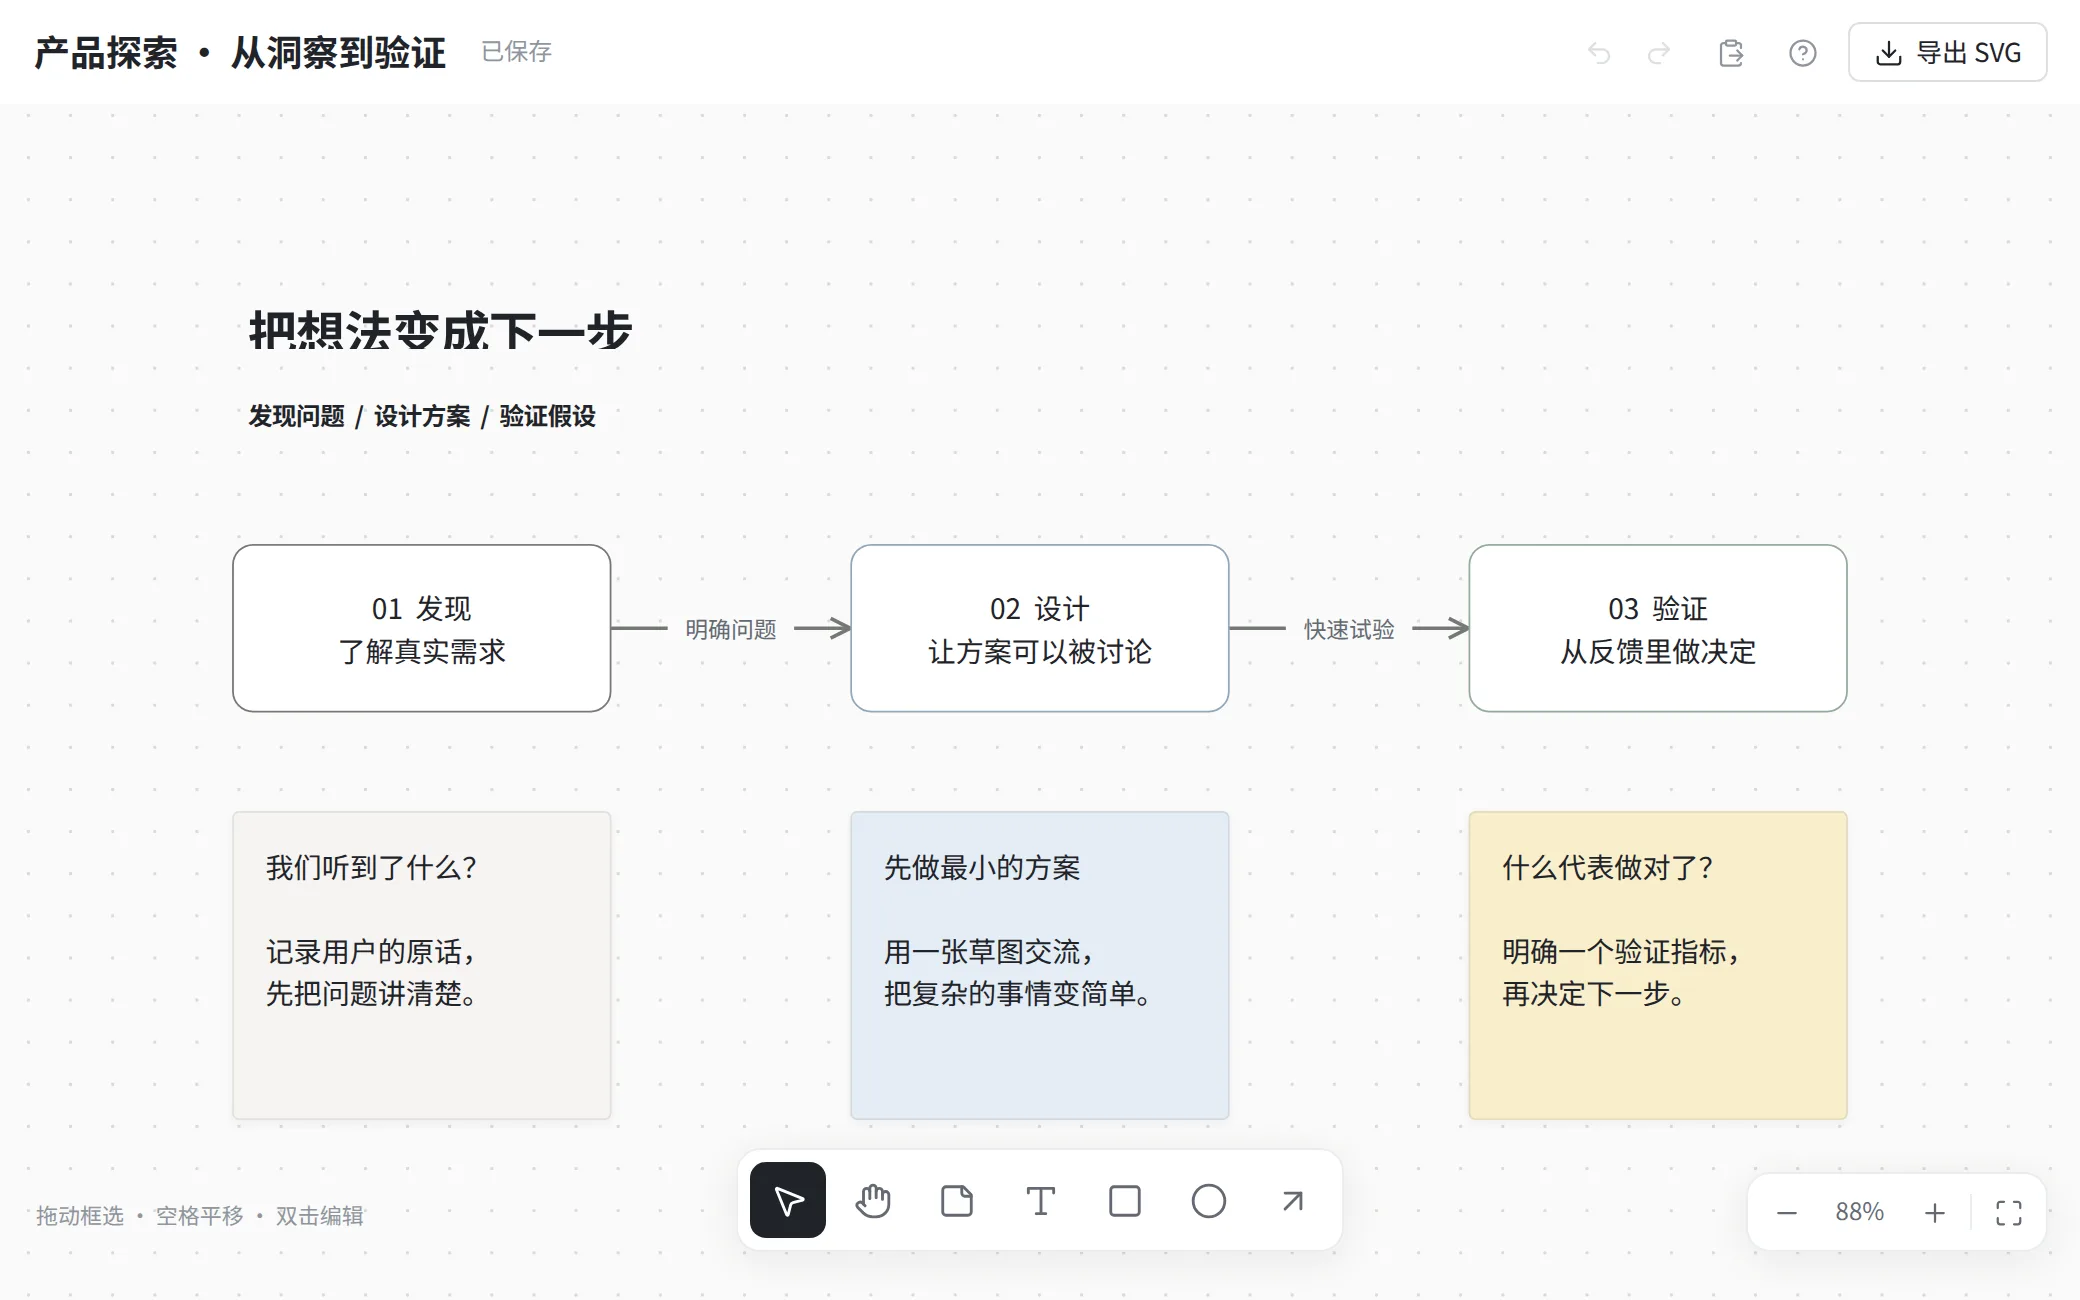 产品探索 · 从洞察到验证
已保存
导出 SVG
把想法变成下一步
发现问题 / 设计方案 / 验证假设
01 发现
了解真实需求
明确问题
02 设计
让方案可以被讨论
快速试验
03 验证
从反馈里做决定
我们听到了什么？
记录用户的原话，
先把问题讲清楚。
先做最小的方案
用一张草图交流，
把复杂的事情变简单。
什么代表做对了？
明确一个验证指标，
再决定下一步。
拖动框选 · 空格平移 · 双击编辑
88%